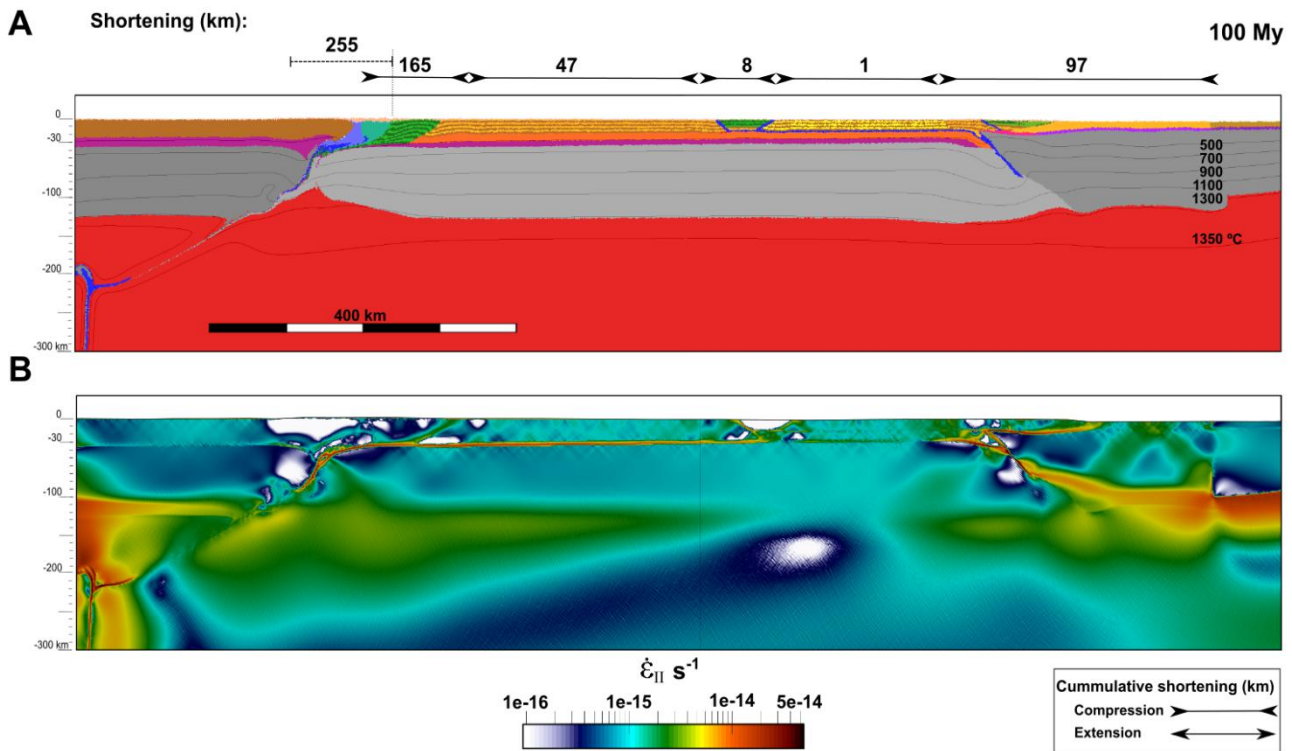 A
Shortening (km):
100 My
255
165 47 8 1 97
0
-30
-100
-200
-300 km
500
700
900
1100
1300
1350 ºC
400 km
B
0
-30
-100
-200
-300 km
ε̇II s-1
1e-16 1e-15 1e-14 5e-14
Cummulative shortening (km)
Compression
Extension